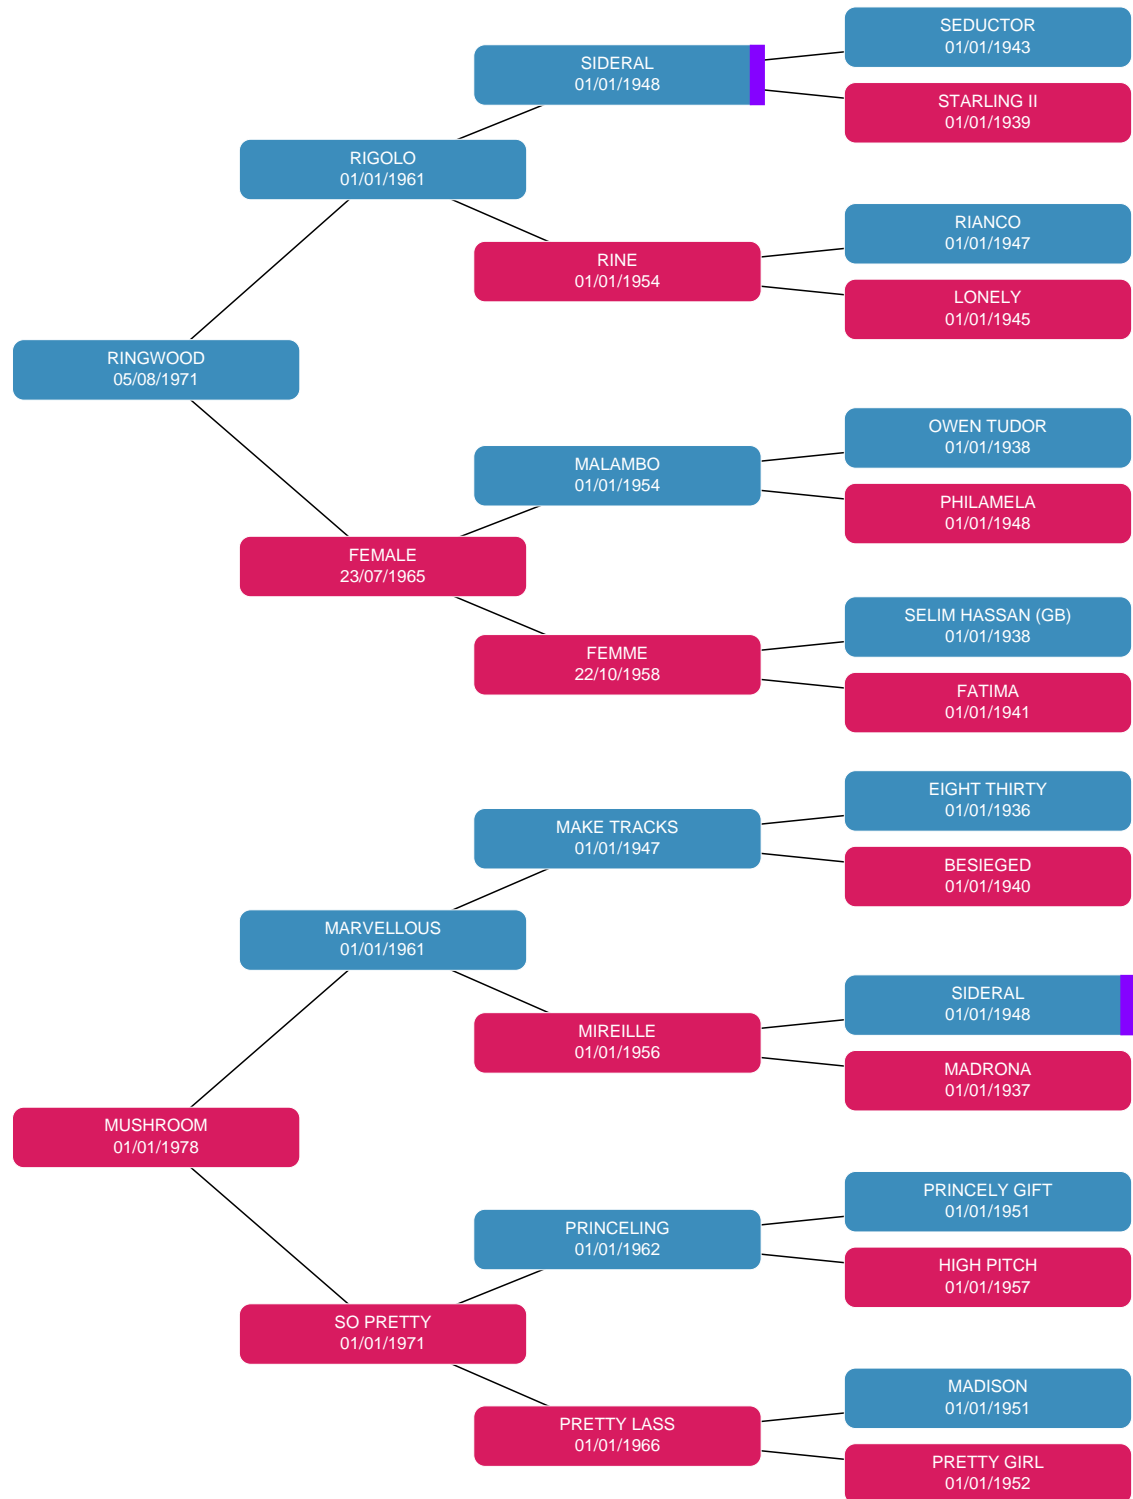 SEDUCTOR
01/01/1943
SIDERAL
01/01/1948
STARLING II
01/01/1939
RIGOLO
01/01/1961
RIANCO
01/01/1947
RINE
01/01/1954
LONELY
01/01/1945
RINGWOOD
05/08/1971
OWEN TUDOR
01/01/1938
MALAMBO
01/01/1954
PHILAMELA
01/01/1948
FEMALE
23/07/1965
SELIM HASSAN (GB)
01/01/1938
FEMME
22/10/1958
FATIMA
01/01/1941
EIGHT THIRTY
01/01/1936
MAKE TRACKS
01/01/1947
BESIEGED
01/01/1940
MARVELLOUS
01/01/1961
SIDERAL
01/01/1948
MIREILLE
01/01/1956
MADRONA
01/01/1937
MUSHROOM
01/01/1978
PRINCELY GIFT
01/01/1951
PRINCELING
01/01/1962
HIGH PITCH
01/01/1957
SO PRETTY
01/01/1971
MADISON
01/01/1951
PRETTY LASS
01/01/1966
PRETTY GIRL
01/01/1952